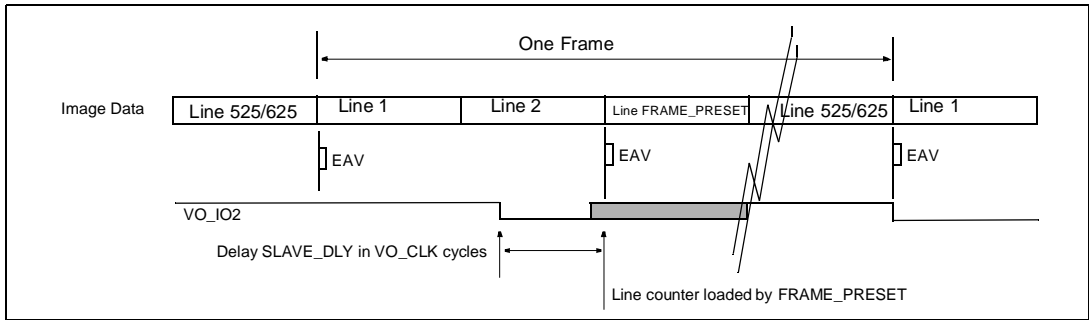 One Frame
Image Data
Line 525/625
Line 1
Line 2
Line FRAME_PRESET
Line 525/625
Line 1
EAV
EAV
EAV
VO_IO2
Delay SLAVE_DLY in VO_CLK cycles
Line counter loaded by FRAME_PRESET